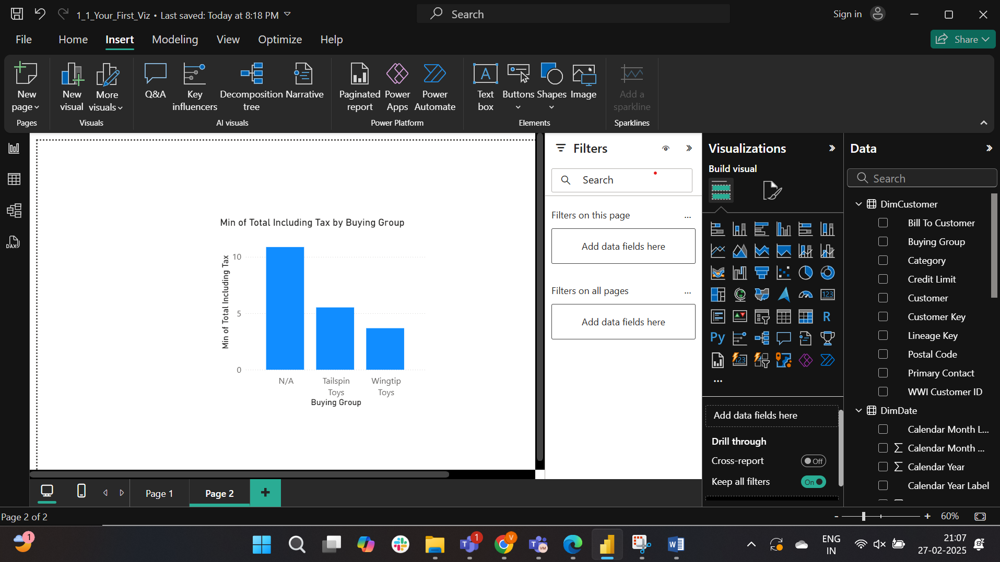 1_1_Your_First_Viz • Last saved: Today at 8:18 PM
Search
Sign in
File
Home
Insert
Modeling
View
Optimize
Help
Share
New page
Pages
New visual
More visuals
Visuals
Q&A
Key influencers
Decomposition tree
Narrative
AI visuals
Paginated report
Power Apps
Power Automate
Power Platform
Text box
Buttons
Shapes
Image
Elements
Add a sparkline
Sparklines
DAX
Min of Total Including Tax by Buying Group
Min of Total Including Tax
10
5
0
N/A
Tailspin Toys
Wingtip Toys
Buying Group
Filters
Search
Filters on this page
...
Add data fields here
Filters on all pages
...
Add data fields here
Visualizations
Build visual
123
R
Py
123
...
Add data fields here
Drill through
Cross-report
Off
Keep all filters
On
Data
Search
DimCustomer
Bill To Customer
Buying Group
Category
Credit Limit
Customer
Customer Key
Lineage Key
Postal Code
Primary Contact
WWI Customer ID
DimDate
Calendar Month L...
∑ Calendar Month ...
∑ Calendar Year
Calendar Year Label
Page 1
Page 2
+
Page 2 of 2
-
+
60%
1
1
V
VM
ENG
IN
21:07
27-02-2025